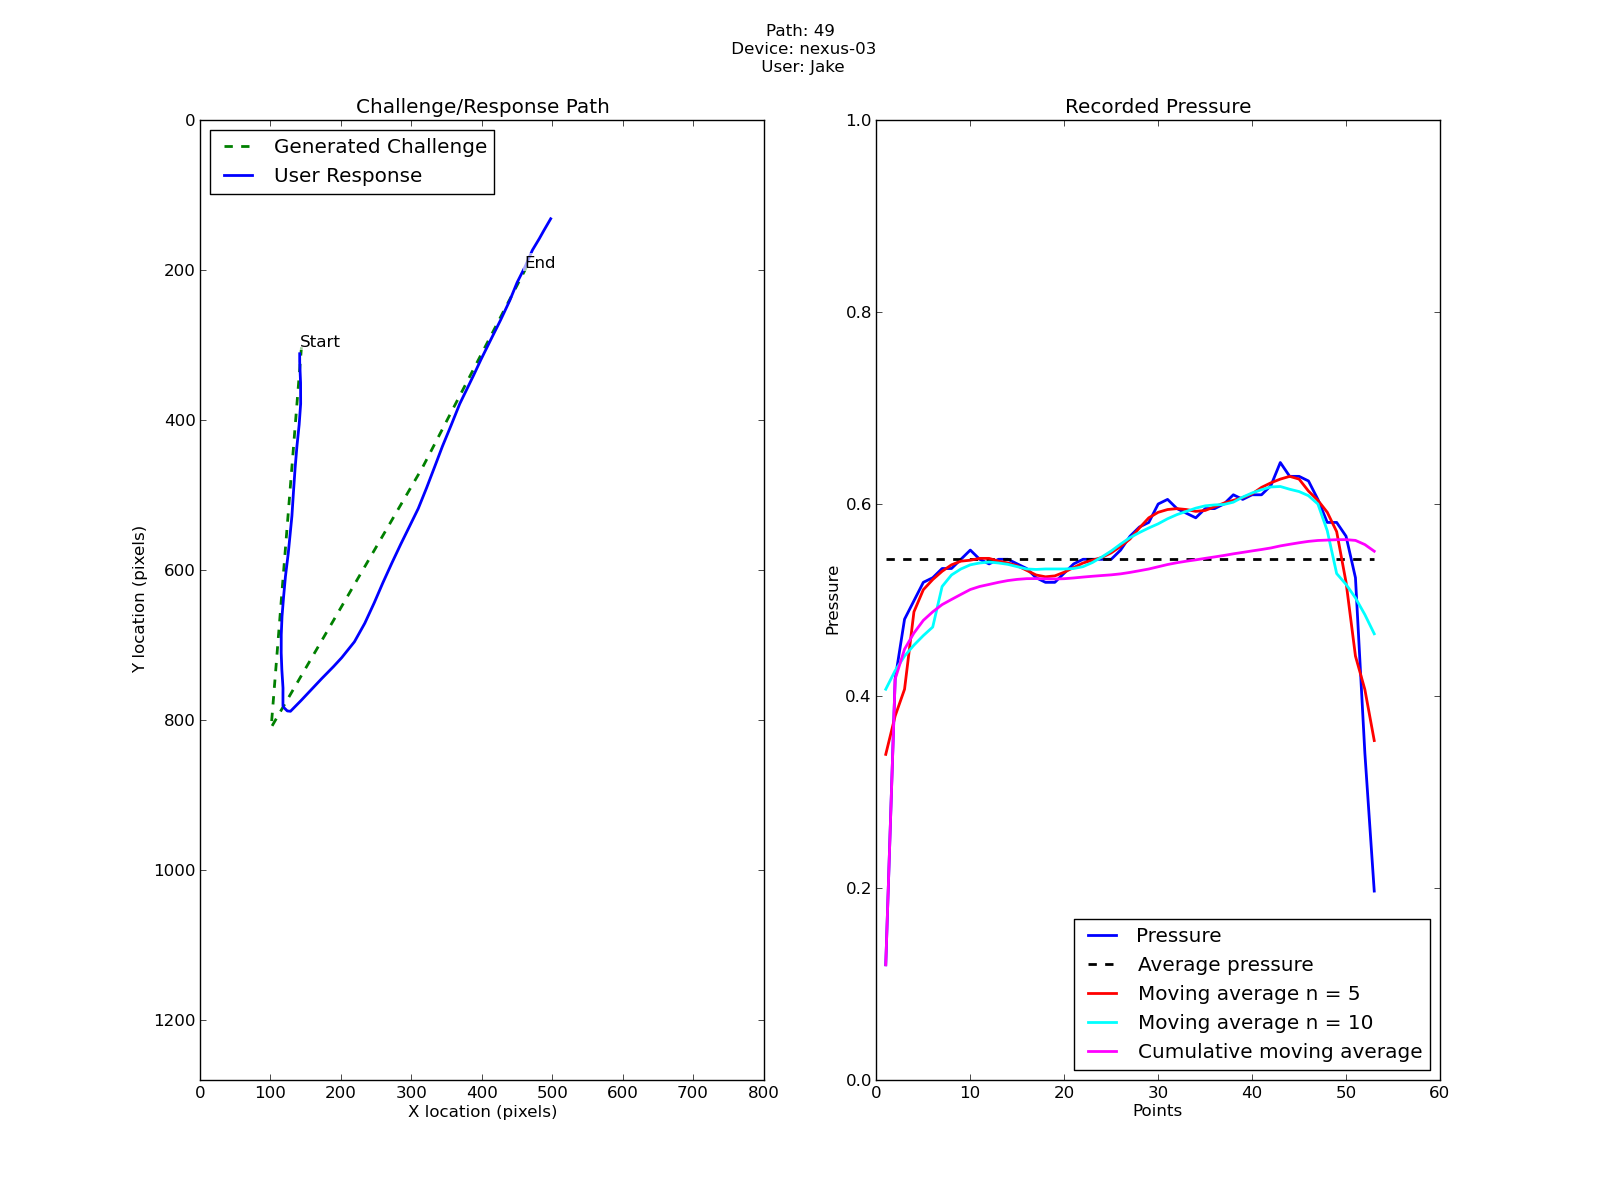 Path: 49
Device: nexus-03
User: Jake
Challenge/Response Path
Generated Challenge
User Response
Start
End
0
200
400
600
800
1000
1200
Y location (pixels)
0 100 200 300 400 500 600 700 800
X location (pixels)
Recorded Pressure
1.0
0.8
0.6
0.4
0.2
0.0
Pressure
Pressure
Average pressure
Moving average n = 5
Moving average n = 10
Cumulative moving average
0 10 20 30 40 50 60
Points